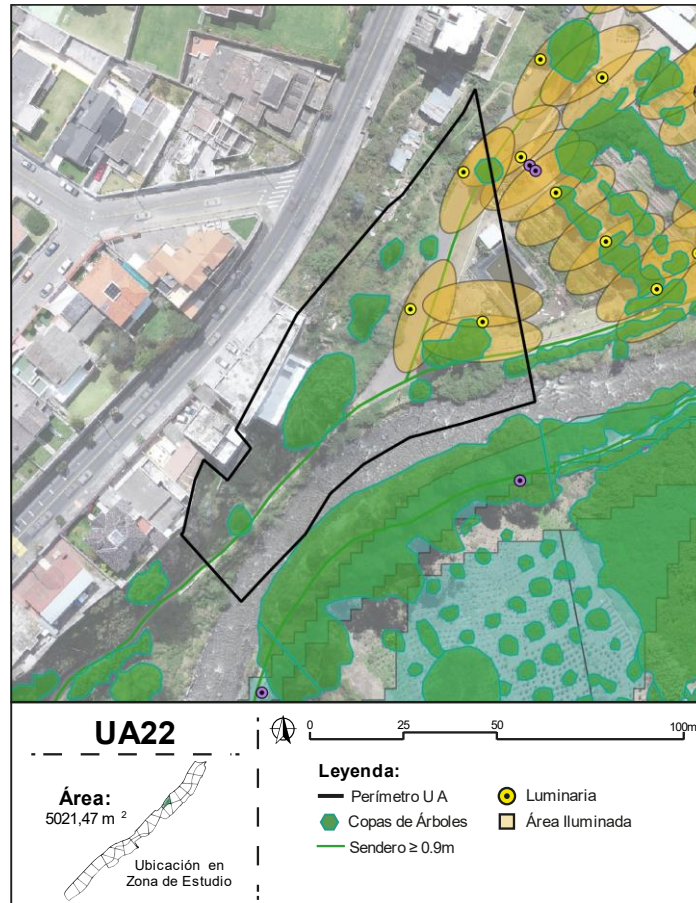 UA22
Área:
5021,47 m ²
Ubicación en
Zona de Estudio
0 25 50 100m
Leyenda:
Perímetro U A
Copas de Árboles
Sendero ≥ 0.9m
Luminaria
Área Iluminada